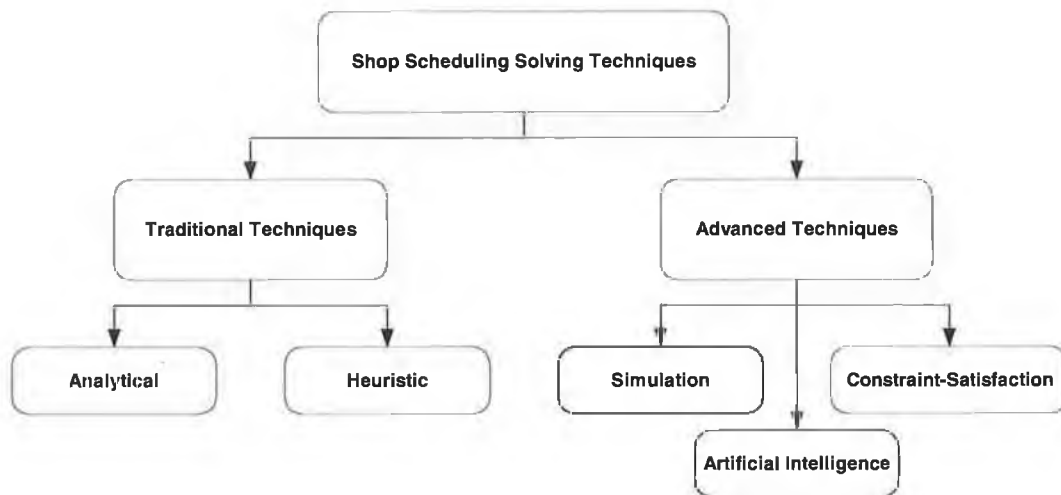 Shop Scheduling Solving Techniques
Traditional Techniques
Advanced Techniques
Analytical
Heuristic
Simulation
Constraint-Satisfaction
Artificial Intelligence